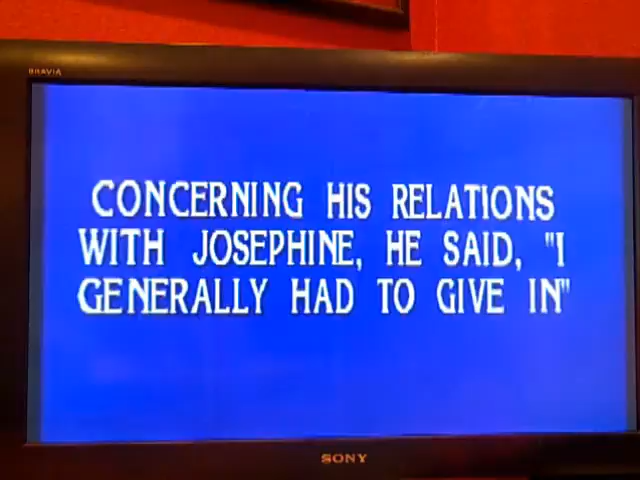 BRAVIA
CONCERNING HIS RELATIONS
WITH JOSEPHINE, HE SAID, "I
GENERALLY HAD TO GIVE IN"
SONY